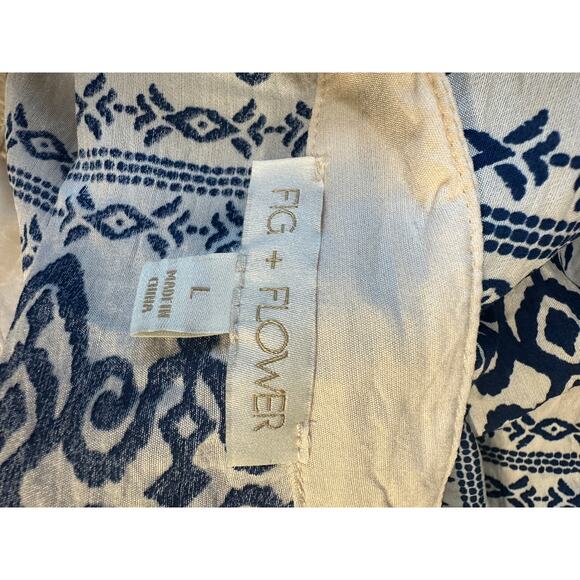 FIG + FLOWER
L
MADE IN
CHINA